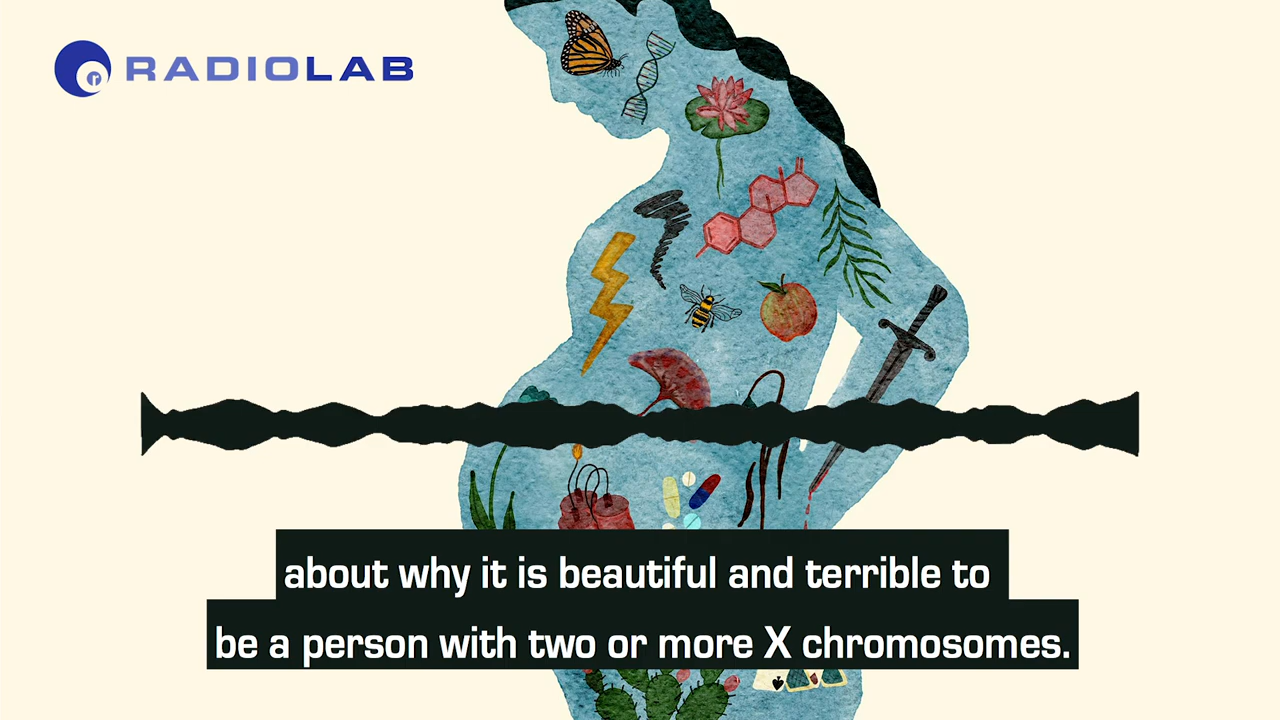 RADIOLAB
about why it is beautiful and terrible to
be a person with two or more X chromosomes.